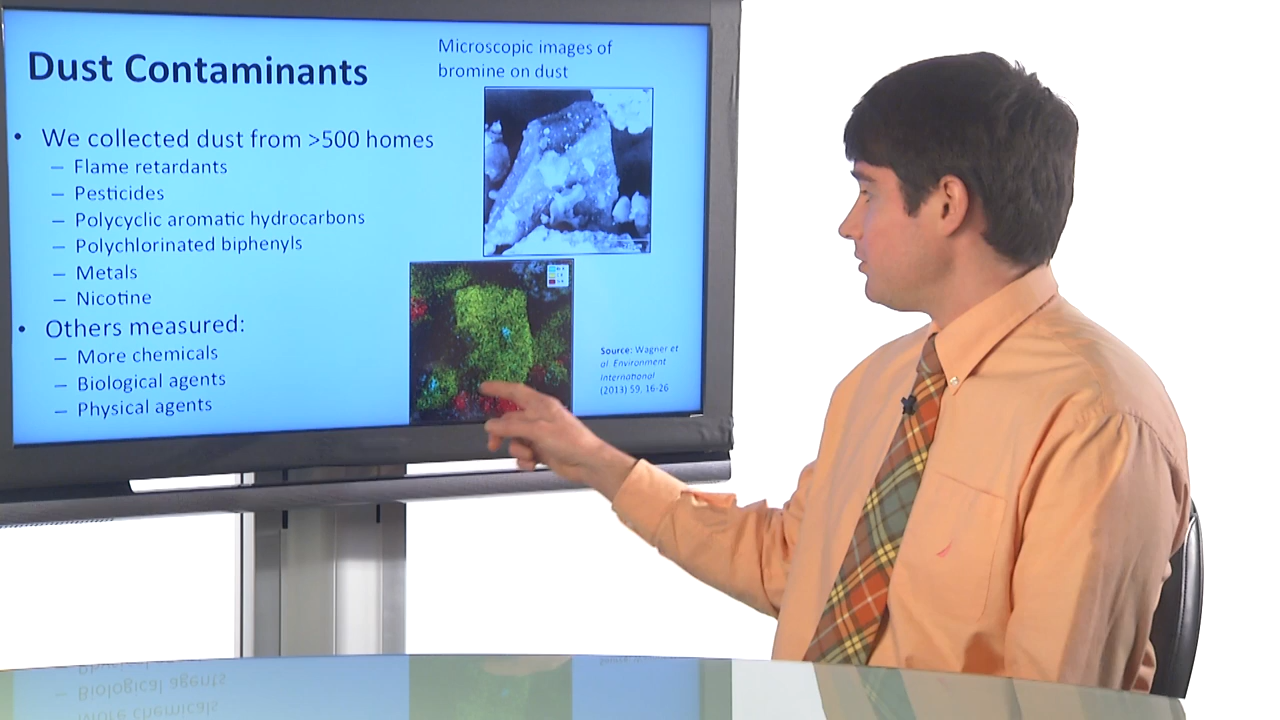 Dust Contaminants
• We collected dust from >500 homes
– Flame retardants
– Pesticides
– Polycyclic aromatic hydrocarbons
– Polychlorinated biphenyls
– Metals
– Nicotine
• Others measured:
– More chemicals
– Biological agents
– Physical agents
Microscopic images of
bromine on dust
Source: Wagner et
al Environment
International
(2013) 59, 16-26